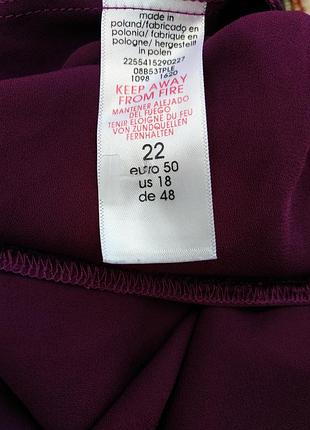 made in
poland/fabricado en
polonia/ fabrique en
pologne/ hergestellt
in polen
2255415290227
08B53TPLE
1098 1620
KEEP AWAY
FROM FIRE
MANTENER ALEJADO
DEL FUEGO
TENIR ELOIGNE DU FEU
VON ZUNDQUELLEN
FERNHALTEN
22
euro 50
us 18
de 48